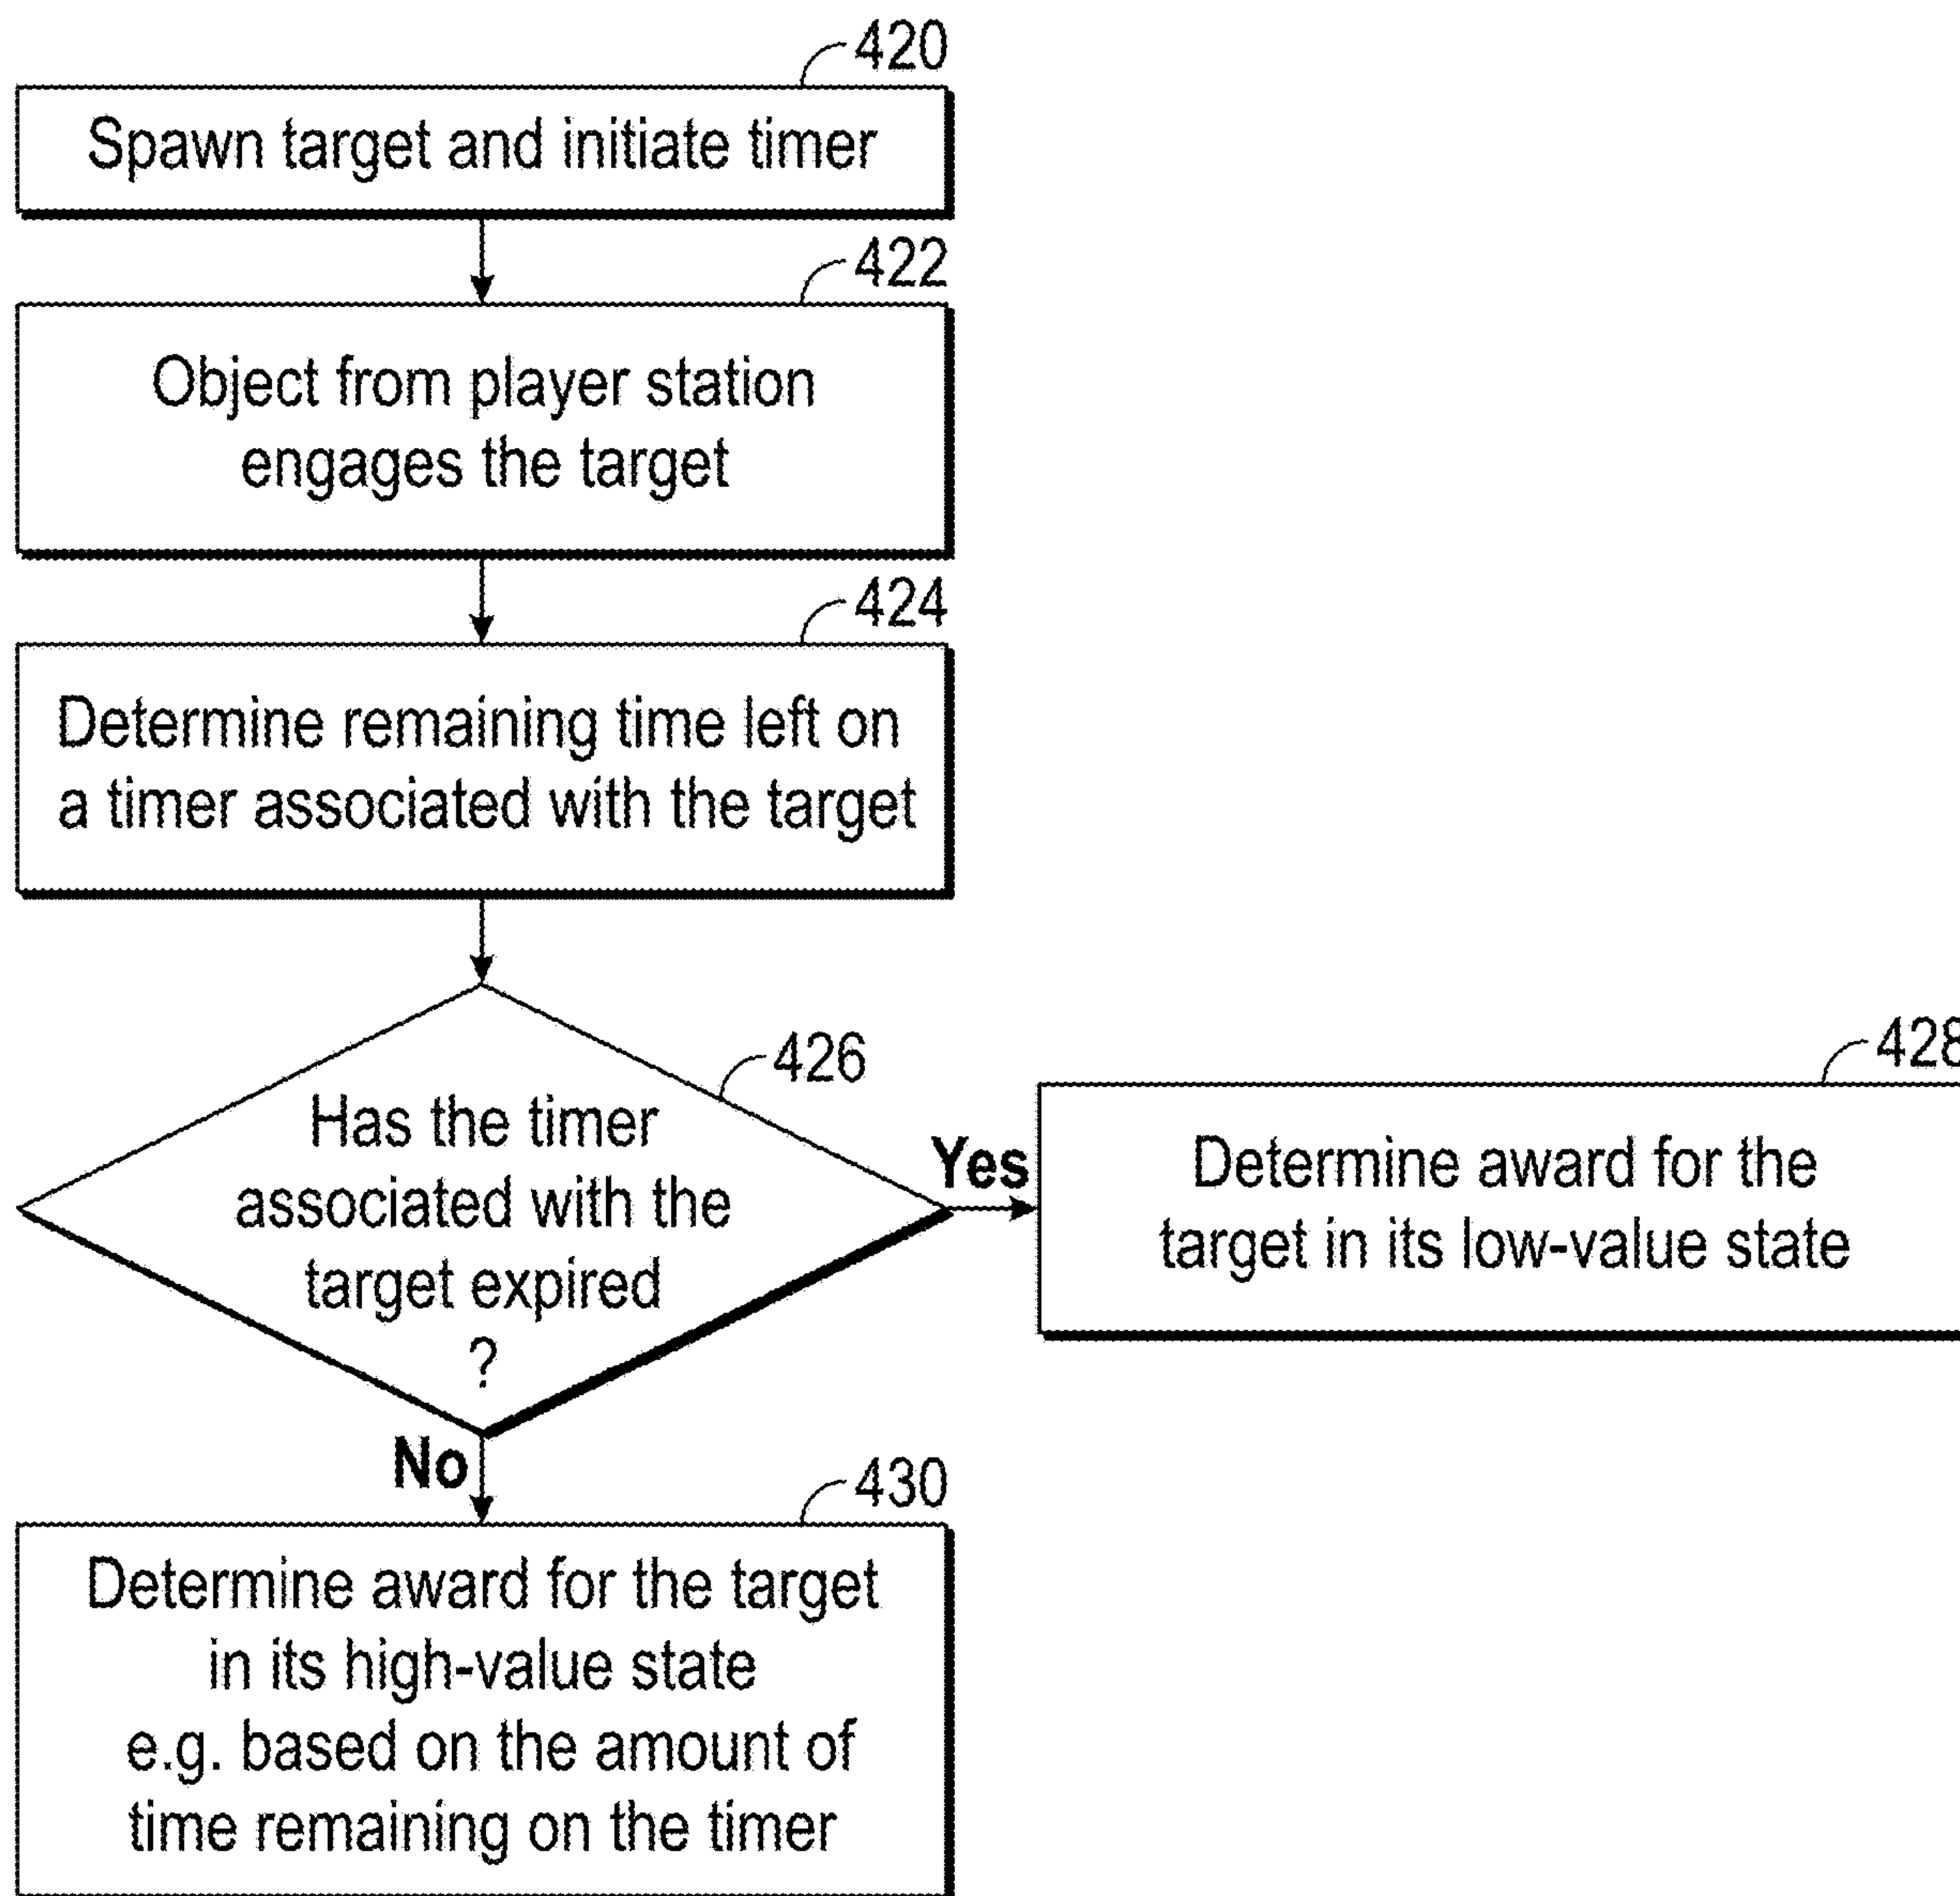 420
Spawn target and initiate timer
422
Object from player station
engages the target
424
Determine remaining time left on
a timer associated with the target
426
Has the timer
associated with the
target expired
?
Yes
428
Determine award for the
target in its low-value state
No
430
Determine award for the target
in its high-value state
e.g. based on the amount of
time remaining on the timer